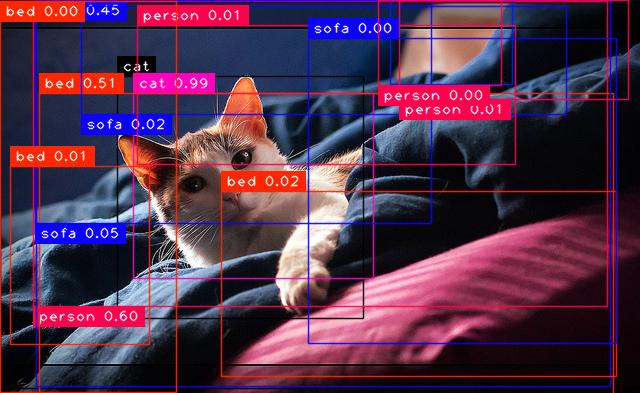 bed 0.00
0.45
person 0.01
sofa 0.00
cat
bed 0.51
cat 0.99
person 0.00
person 0.01
sofa 0.02
bed 0.01
bed 0.02
sofa 0.05
person 0.60